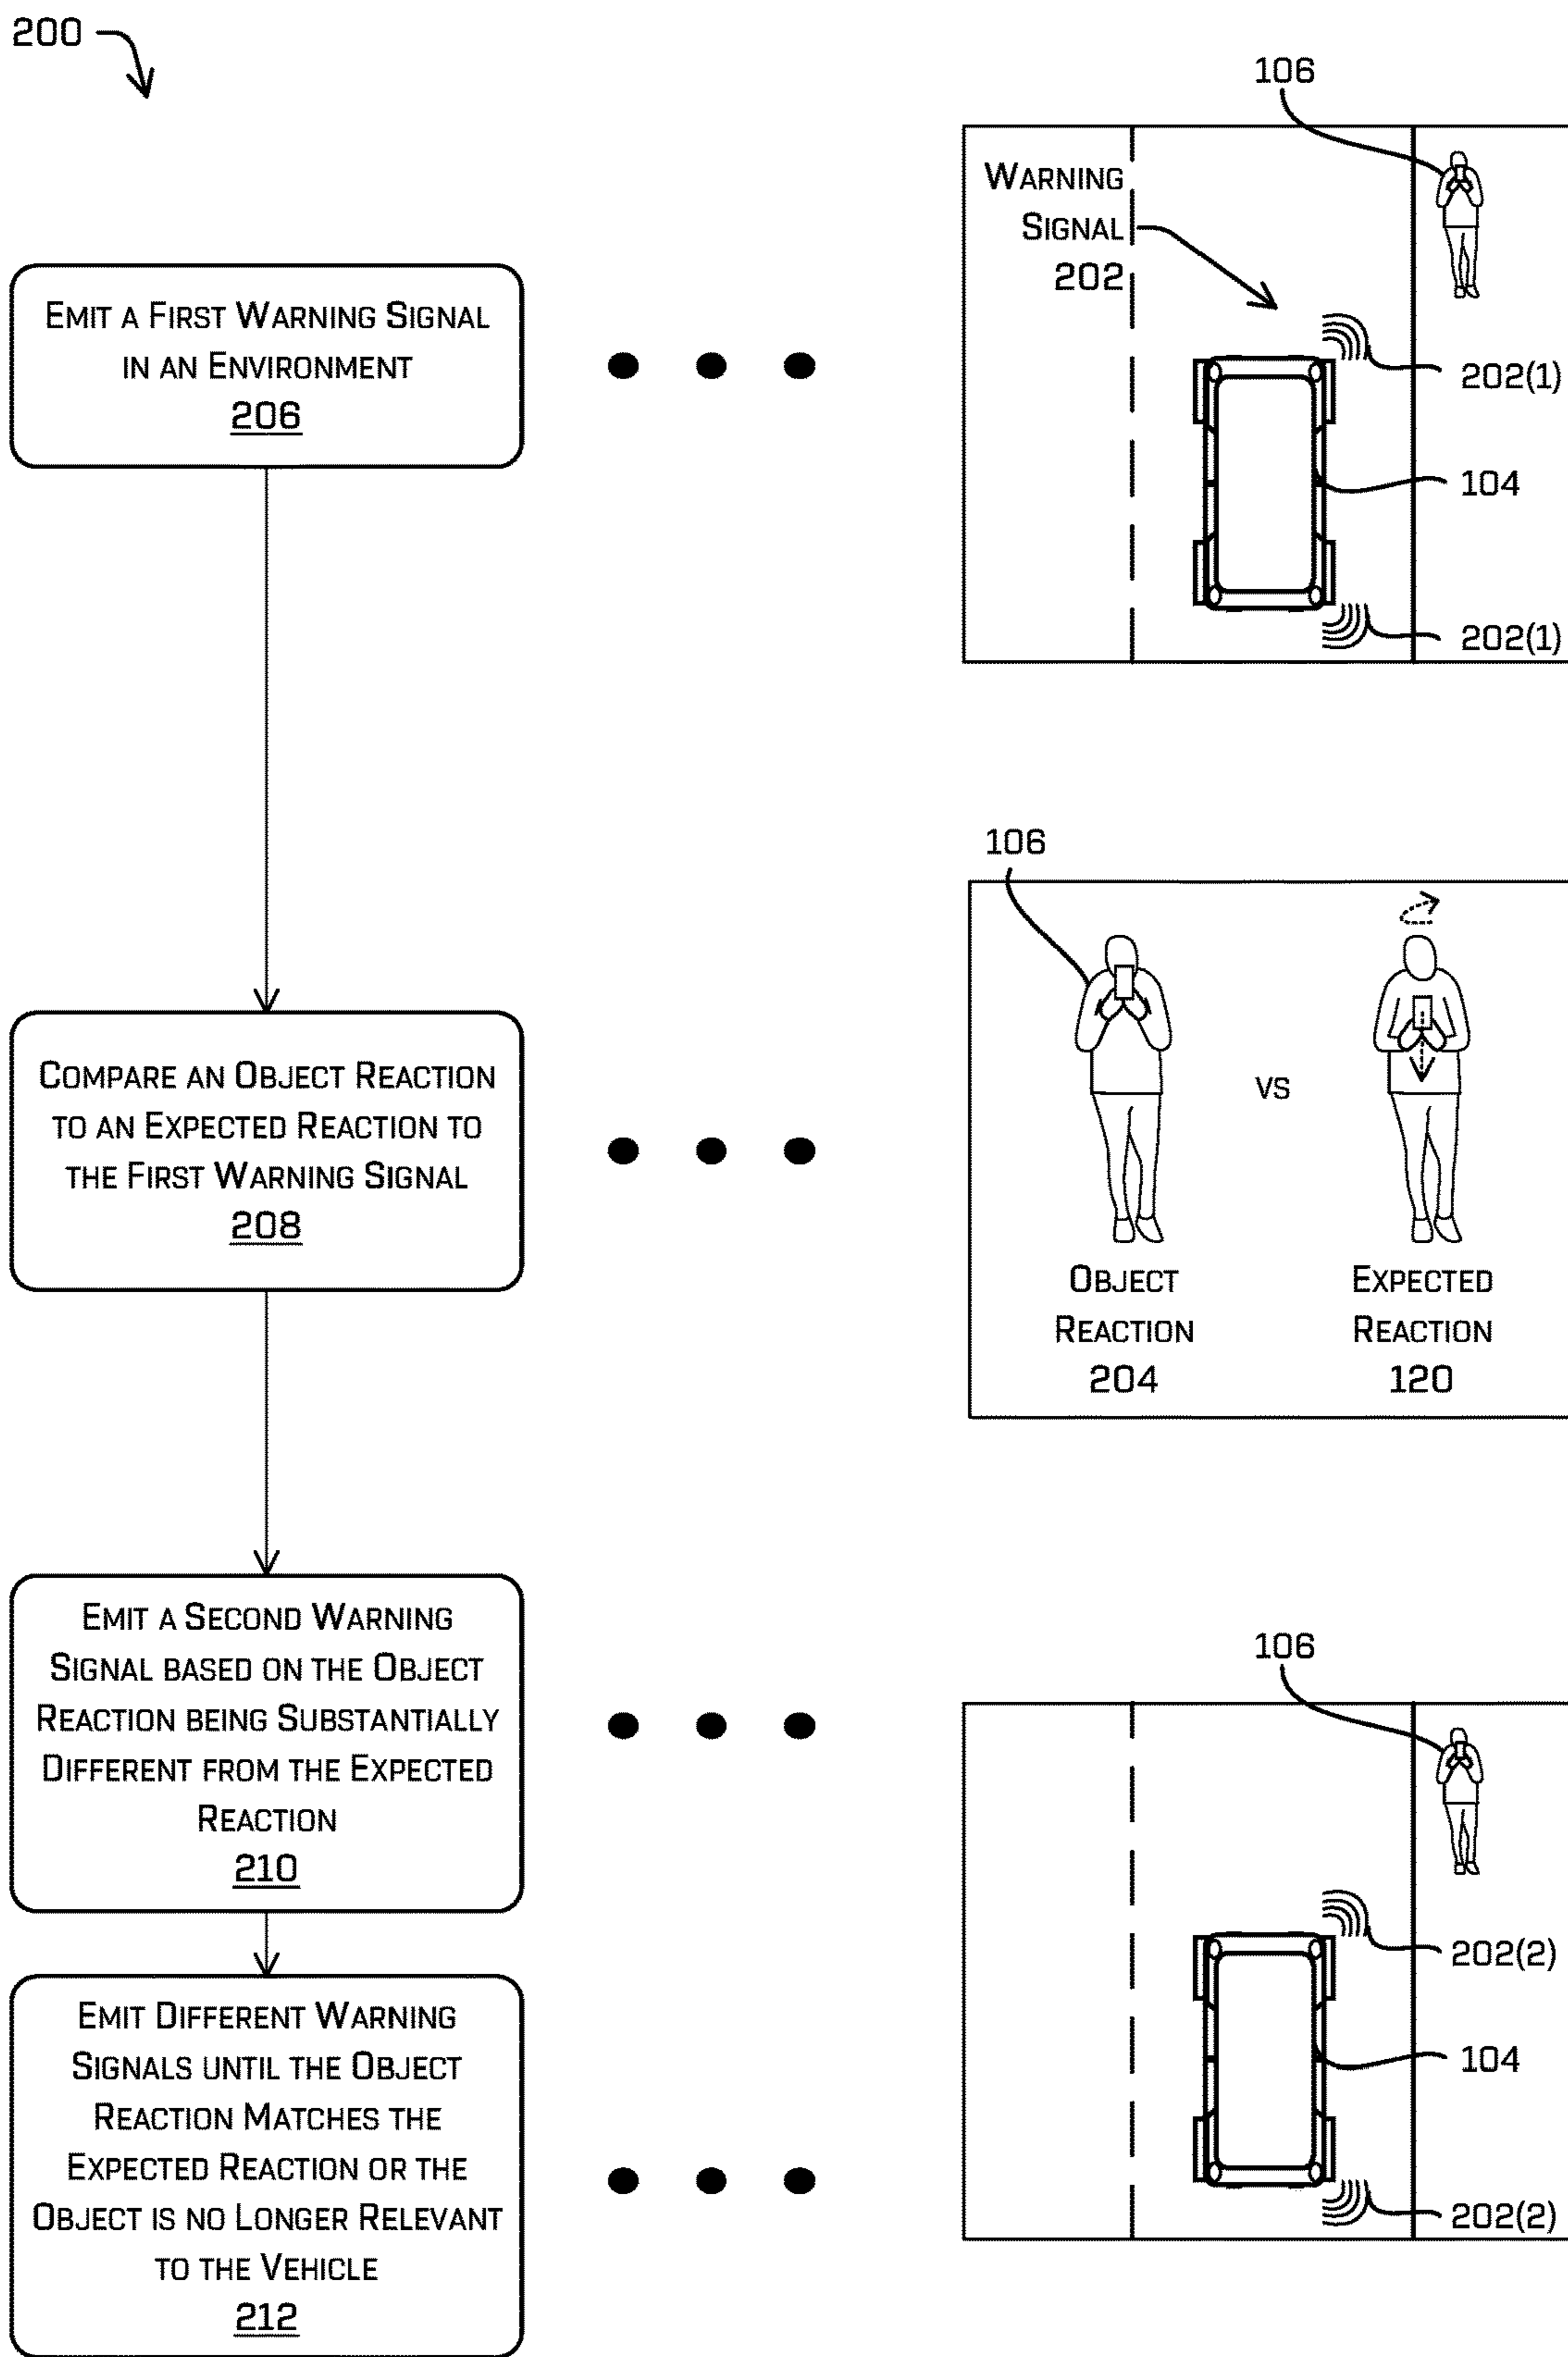 200
106
WARNING
SIGNAL
202
EMIT A FIRST WARNING SIGNAL
IN AN ENVIRONMENT
206
202(1)
104
202(1)
106
COMPARE AN OBJECT REACTION
TO AN EXPECTED REACTION TO
THE FIRST WARNING SIGNAL
208
VS
OBJECT
REACTION
204
EXPECTED
REACTION
120
EMIT A SECOND WARNING
SIGNAL BASED ON THE OBJECT
REACTION BEING SUBSTANTIALLY
DIFFERENT FROM THE EXPECTED
REACTION
210
106
202(2)
104
202(2)
EMIT DIFFERENT WARNING
SIGNALS UNTIL THE OBJECT
REACTION MATCHES THE
EXPECTED REACTION OR THE
OBJECT IS NO LONGER RELEVANT
TO THE VEHICLE
212